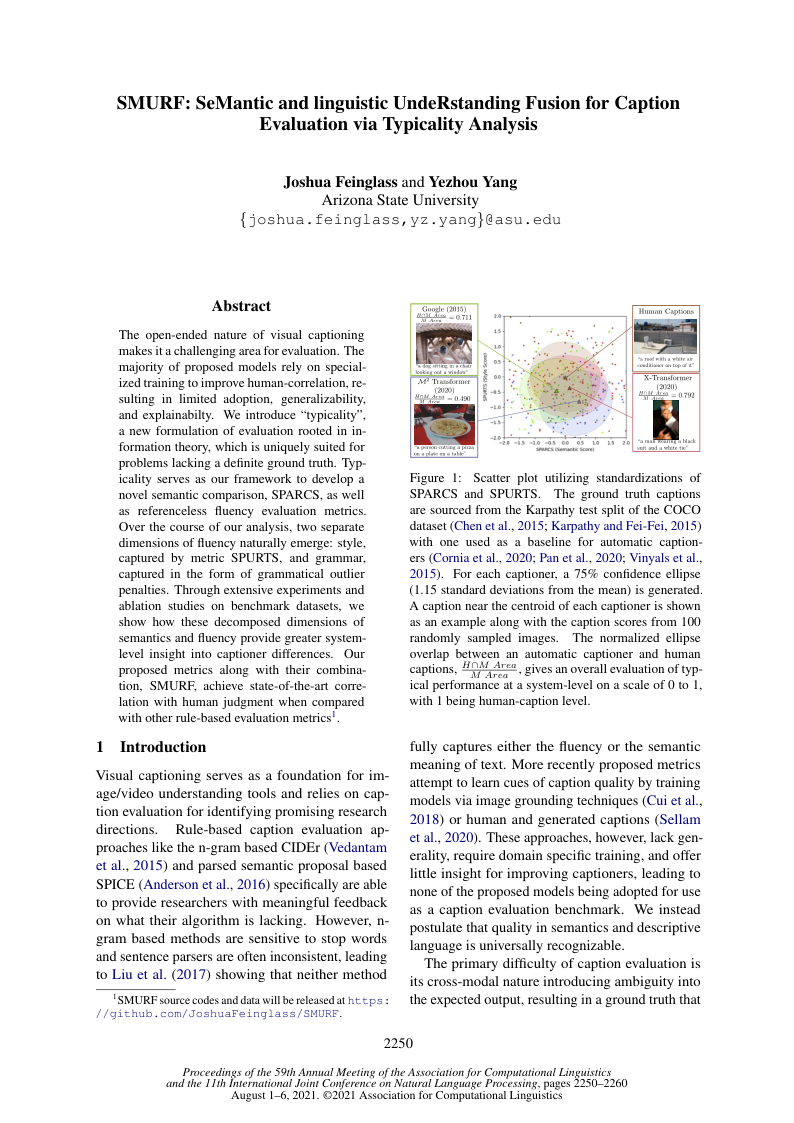 SMURF: SeMantic and linguistic UndeRstanding Fusion for Caption
Evaluation via Typicality Analysis
Joshua Feinglass and Yezhou Yang
Arizona State University
{joshua.feinglass,yz.yang}@asu.edu
Abstract
The open-ended nature of visual captioning
makes it a challenging area for evaluation. The
majority of proposed models rely on special-
ized training to improve human-correlation, re-
sulting in limited adoption, generalizability,
and explainabilty. We introduce “typicality”,
a new formulation of evaluation rooted in in-
formation theory, which is uniquely suited for
problems lacking a definite ground truth. Typ-
icality serves as our framework to develop a
novel semantic comparison, SPARCS, as well
as referenceless fluency evaluation metrics.
Over the course of our analysis, two separate
dimensions of fluency naturally emerge: style,
captured by metric SPURTS, and grammar,
captured in the form of grammatical outlier
penalties. Through extensive experiments and
ablation studies on benchmark datasets, we
show how these decomposed dimensions of
semantics and fluency provide greater system-
level insight into captioner differences. Our
proposed metrics along with their combina-
tion, SMURF, achieve state-of-the-art corre-
lation with human judgment when compared
with other rule-based evaluation metrics1.
1 Introduction
Visual captioning serves as a foundation for im-
age/video understanding tools and relies on cap-
tion evaluation for identifying promising research
directions. Rule-based caption evaluation ap-
proaches like the n-gram based CIDEr (Vedantam
et al., 2015) and parsed semantic proposal based
SPICE (Anderson et al., 2016) specifically are able
to provide researchers with meaningful feedback
on what their algorithm is lacking. However, n-
gram based methods are sensitive to stop words
and sentence parsers are often inconsistent, leading
to Liu et al. (2017) showing that neither method
1SMURF source codes and data will be released at https:
//github.com/JoshuaFeinglass/SMURF.
Google (2015)
H∩M Area / M Area = 0.711
"a dog sitting in a chair
looking out a window"
M2 Transformer
(2020)
H∩M Area / M Area = 0.490
"a person cutting a pizza
on a plate on a table"
SPURTS (Style Score)
2.0
1.5
1.0
0.5
0.0
−0.5
−1.0
−1.5
−2.0
−2.0 −1.5 −1.0 −0.5 0.0 0.5 1.0 1.5 2.0
SPARCS (Semantic Score)
Human Captions
"a roof with a white air
conditioner on top of it"
X-Transformer
(2020)
H∩M Area / M Area = 0.792
"a man wearing a black
suit and a white tie"
Figure 1: Scatter plot utilizing standardizations of
SPARCS and SPURTS. The ground truth captions
are sourced from the Karpathy test split of the COCO
dataset (Chen et al., 2015; Karpathy and Fei-Fei, 2015)
with one used as a baseline for automatic caption-
ers (Cornia et al., 2020; Pan et al., 2020; Vinyals et al.,
2015). For each captioner, a 75% confidence ellipse
(1.15 standard deviations from the mean) is generated.
A caption near the centroid of each captioner is shown
as an example along with the caption scores from 100
randomly sampled images. The normalized ellipse
overlap between an automatic captioner and human
captions, H∩M Area / M Area, gives an overall evaluation of typ-
ical performance at a system-level on a scale of 0 to 1,
with 1 being human-caption level.
fully captures either the fluency or the semantic
meaning of text. More recently proposed metrics
attempt to learn cues of caption quality by training
models via image grounding techniques (Cui et al.,
2018) or human and generated captions (Sellam
et al., 2020). These approaches, however, lack gen-
erality, require domain specific training, and offer
little insight for improving captioners, leading to
none of the proposed models being adopted for use
as a caption evaluation benchmark. We instead
postulate that quality in semantics and descriptive
language is universally recognizable.
The primary difficulty of caption evaluation is
its cross-modal nature introducing ambiguity into
the expected output, resulting in a ground truth that
2250
Proceedings of the 59th Annual Meeting of the Association for Computational Linguistics
and the 11th International Joint Conference on Natural Language Processing, pages 2250–2260
August 1–6, 2021. ©2021 Association for Computational Linguistics